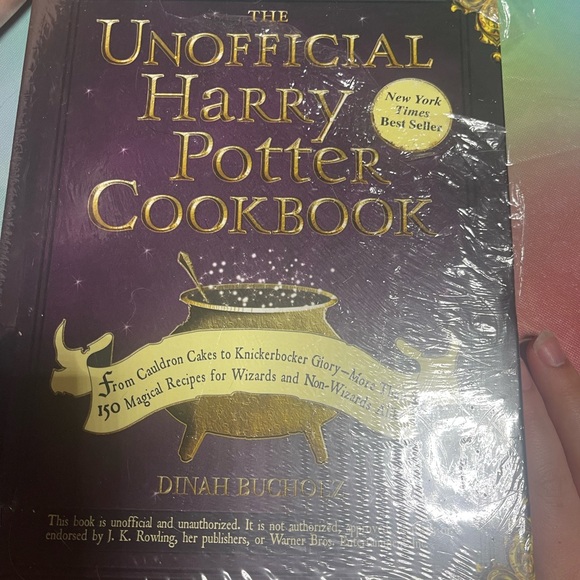 THE
UNOFFICIAL
Harry
Potter
COOKBOOK
New York
Times
Best Seller
From Cauldron Cakes to Knickerbocker Glory—More
150 Magical Recipes for Wizards and Non-Wizards
DINAH BUCHOLZ
This book is unofficial and unauthorized. It is not authorized,
endorsed by J. K. Rowling, her publishers, or Warner Bros.